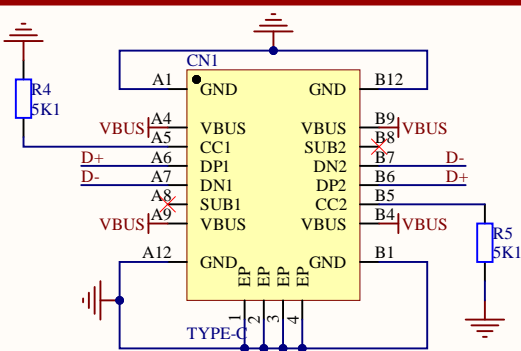 CN1
A1 GND GND B12
R4
5K1
VBUS A4 VBUS VBUS B9 VBUS
A5 CC1 SUB2 B8
D+ A6 DP1 DN2 B7 D-
D- A7 DN1 DP2 B6 D+
A8 SUB1 CC2 B5
VBUS A9 VBUS VBUS B4 VBUS
R5
5K1
A12 GND GND B1
EP EP EP EP
1 2 3 4
TYPE-C